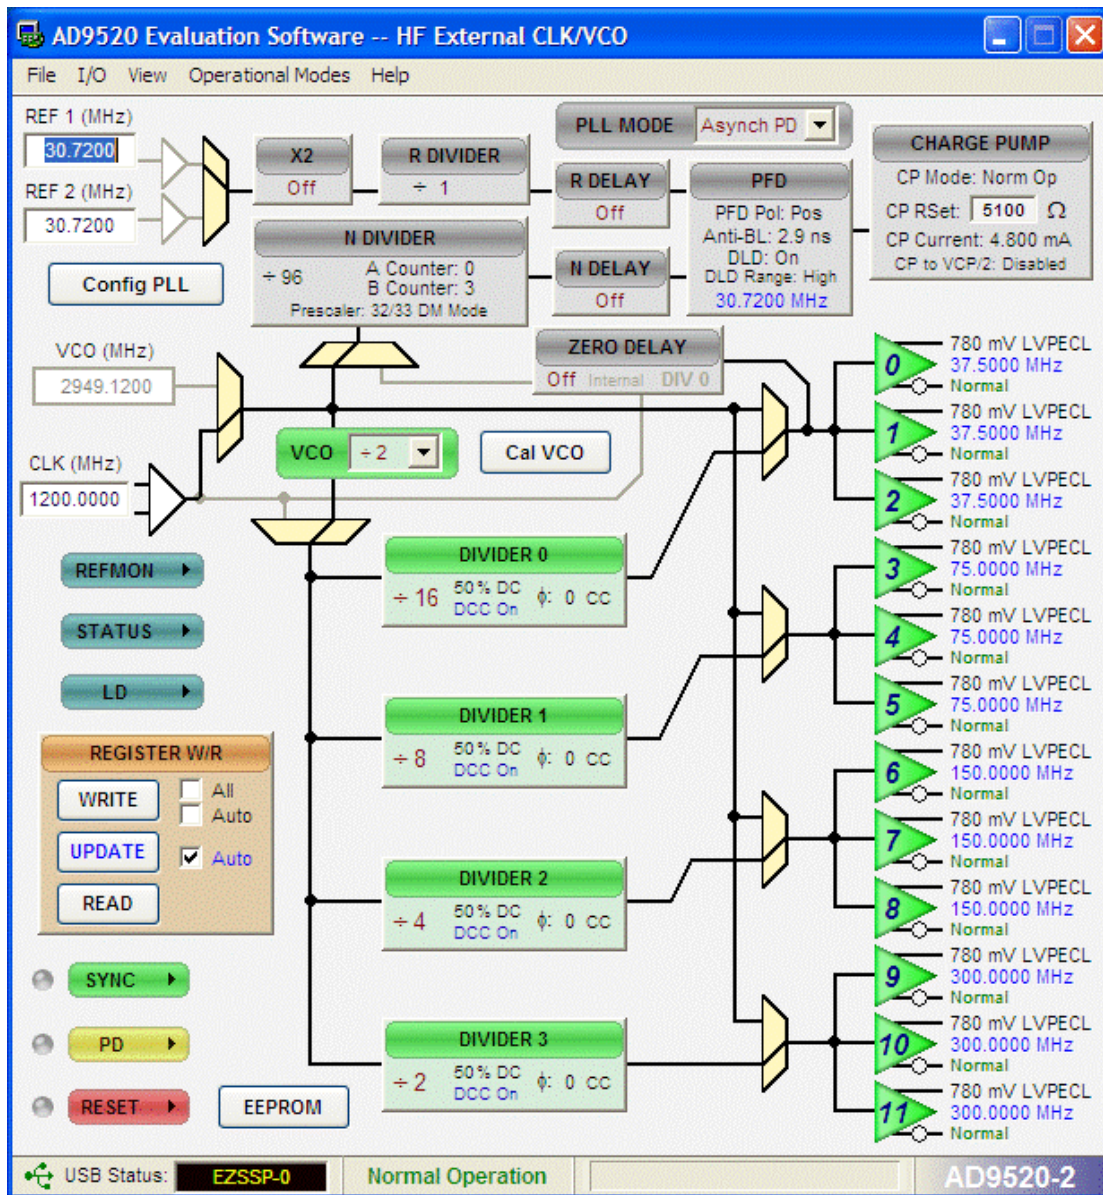 AD9520 Evaluation Software -- HF External CLK/VCO
File I/O View Operational Modes Help
REF 1 (MHz)
30.7200
REF 2 (MHz)
30.7200
Config PLL
X2
Off
R DIVIDER
÷ 1
N DIVIDER
÷ 96
A Counter: 0
B Counter: 3
Prescaler: 32/33 DM Mode
PLL MODE Asynch PD
R DELAY
Off
N DELAY
Off
PFD
PFD Pol: Pos
Anti-BL: 2.9 ns
DLD: On
DLD Range: High
30.7200 MHz
CHARGE PUMP
CP Mode: Norm Op
CP RSet: 5100 Ω
CP Current: 4.800 mA
CP to VCP/2: Disabled
VCO (MHz)
2949.1200
CLK (MHz)
1200.0000
ZERO DELAY
Off Internal DIV 0
VCO ÷ 2
Cal VCO
DIVIDER 0
÷ 16
50% DC
DCC On
ϕ: 0 CC
DIVIDER 1
÷ 8
50% DC
DCC On
ϕ: 0 CC
DIVIDER 2
÷ 4
50% DC
DCC On
ϕ: 0 CC
DIVIDER 3
÷ 2
50% DC
DCC On
ϕ: 0 CC
0
780 mV LVPECL
37.5000 MHz
Normal
1
780 mV LVPECL
37.5000 MHz
Normal
2
780 mV LVPECL
37.5000 MHz
Normal
3
780 mV LVPECL
75.0000 MHz
Normal
4
780 mV LVPECL
75.0000 MHz
Normal
5
780 mV LVPECL
75.0000 MHz
Normal
6
780 mV LVPECL
150.0000 MHz
Normal
7
780 mV LVPECL
150.0000 MHz
Normal
8
780 mV LVPECL
150.0000 MHz
Normal
9
780 mV LVPECL
300.0000 MHz
Normal
10
780 mV LVPECL
300.0000 MHz
Normal
11
780 mV LVPECL
300.0000 MHz
Normal
REFMON
STATUS
LD
REGISTER W/R
WRITE
All
Auto
UPDATE
Auto
READ
SYNC
PD
RESET
EEPROM
USB Status: EZSSP-0 Normal Operation AD9520-2